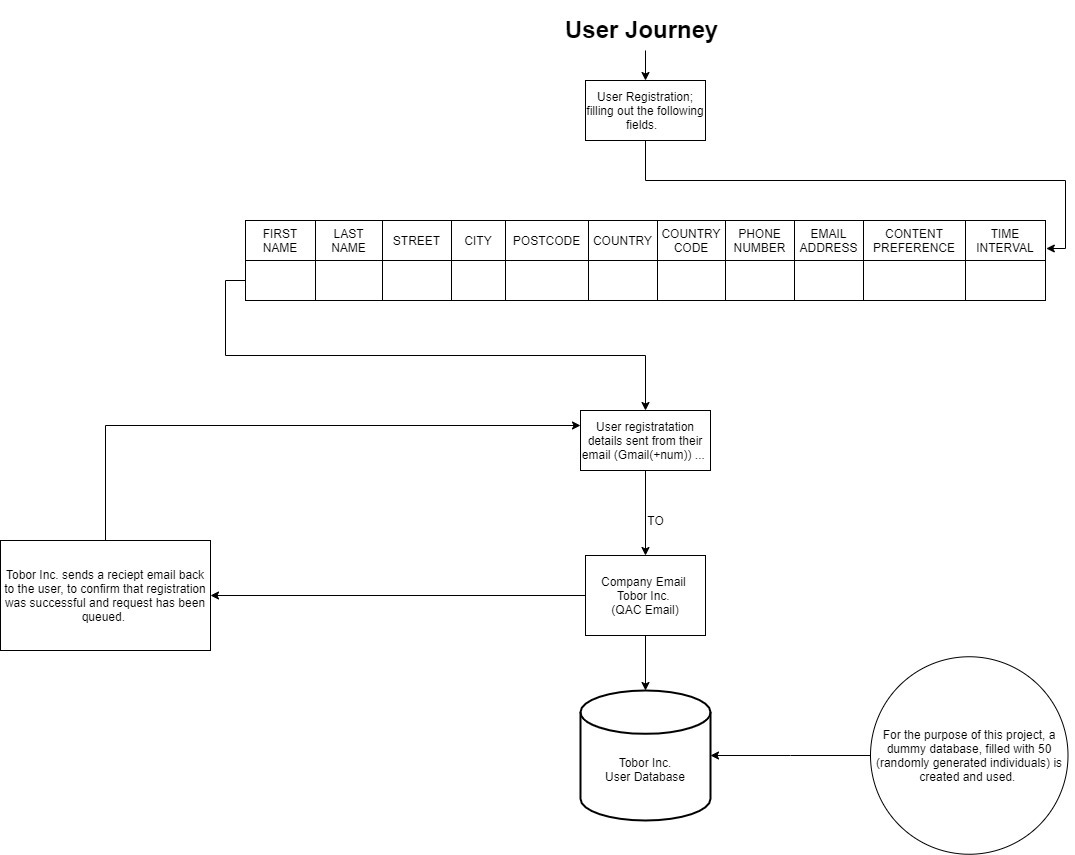 User Journey
User Registration;
filling out the following
fields.
FIRST
NAME
LAST
NAME
STREET
CITY
POSTCODE
COUNTRY
COUNTRY
CODE
PHONE
NUMBER
EMAIL
ADDRESS
CONTENT
PREFERENCE
TIME
INTERVAL
User registratation
details sent from their
email (Gmail(+num)) ...
TO
Company Email
Tobor Inc.
(QAC Email)
Tobor Inc. sends a reciept email back
to the user, to confirm that registration
was successful and request has been
queued.
Tobor Inc.
User Database
For the purpose of this project, a
dummy database, filled with 50
(randomly generated individuals) is
created and used.